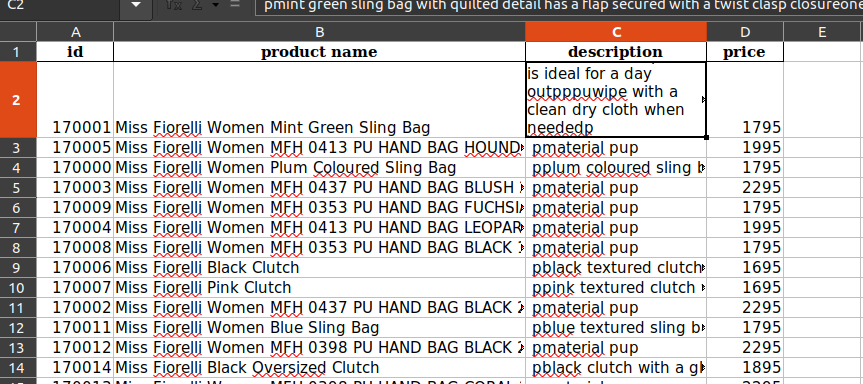 C2 pmint green sling bag with quilted detail has a flap secured with a twist clasp closureone
A B C D E
1 id product name description price
is ideal for a day
outpppuwipe with a
clean dry cloth when
2 170001 Miss Fiorelli Women Mint Green Sling Bag neededp 1795
3 170005 Miss Fiorelli Women MFH 0413 PU HAND BAG HOUND pmaterial pup 1995
4 170000 Miss Fiorelli Women Plum Coloured Sling Bag pplum coloured sling b 1795
5 170003 Miss Fiorelli Women MFH 0437 PU HAND BAG BLUSH pmaterial pup 2295
6 170009 Miss Fiorelli Women MFH 0353 PU HAND BAG FUCHSI pmaterial pup 1795
7 170004 Miss Fiorelli Women MFH 0413 PU HAND BAG LEOPAR pmaterial pup 1995
8 170008 Miss Fiorelli Women MFH 0353 PU HAND BAG BLACK pmaterial pup 1795
9 170006 Miss Fiorelli Black Clutch pblack textured clutch 1695
10 170007 Miss Fiorelli Pink Clutch ppink textured clutch 1695
11 170002 Miss Fiorelli Women MFH 0437 PU HAND BAG BLACK pmaterial pup 2295
12 170011 Miss Fiorelli Women Blue Sling Bag pblue textured sling b 1795
13 170012 Miss Fiorelli Women MFH 0398 PU HAND BAG BLACK pmaterial pup 2295
14 170014 Miss Fiorelli Black Oversized Clutch pblack clutch with a gl 1895